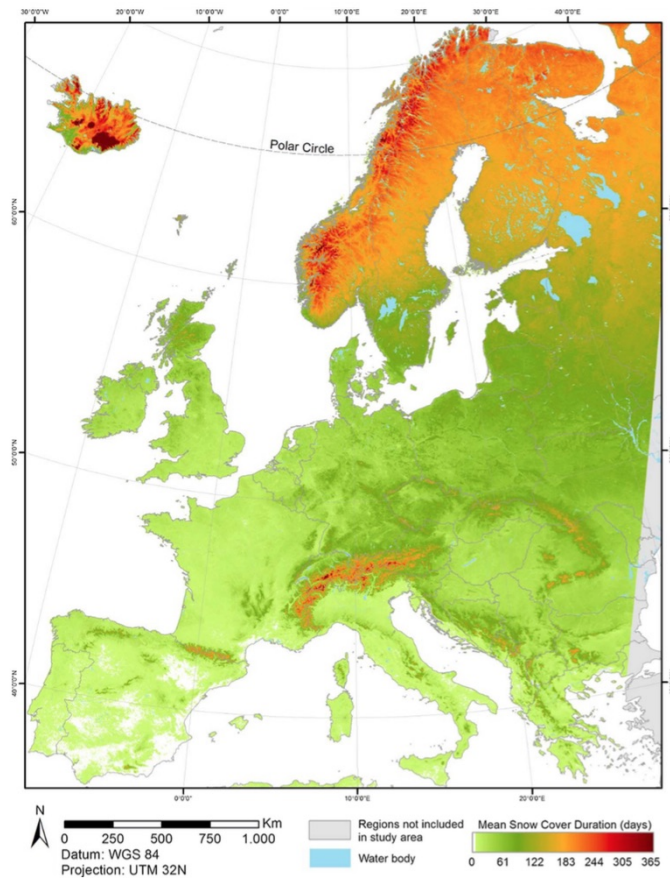 30°0'0"W 20°0'0"W 10°0'0"W 0°0'0" 10°0'0"E 20°0'0"E 30°0'0"E 40°0'0"E
Polar Circle
60°0'0"N
50°0'0"N
40°0'0"N
0°0'0" 10°0'0"E 20°0'0"E
N
0 250 500 750 1.000 Km
Datum: WGS 84
Projection: UTM 32N
Regions not included
in study area
Water body
Mean Snow Cover Duration (days)
0 61 122 183 244 305 365